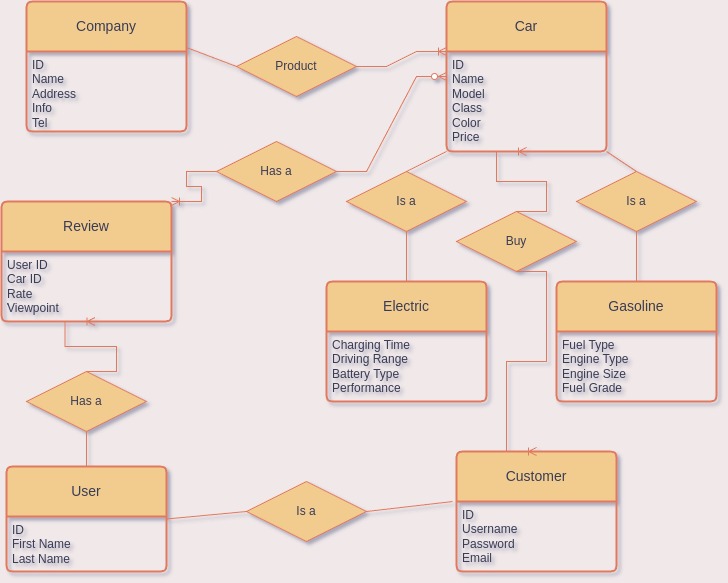 Company
ID
Name
Address
Info
Tel
Product
Car
ID
Name
Model
Class
Color
Price
Has a
Is a
Buy
Is a
Review
User ID
Car ID
Rate
Viewpoint
Electric
Charging Time
Driving Range
Battery Type
Performance
Gasoline
Fuel Type
Engine Type
Engine Size
Fuel Grade
Has a
User
ID
First Name
Last Name
Is a
Customer
ID
Username
Password
Email